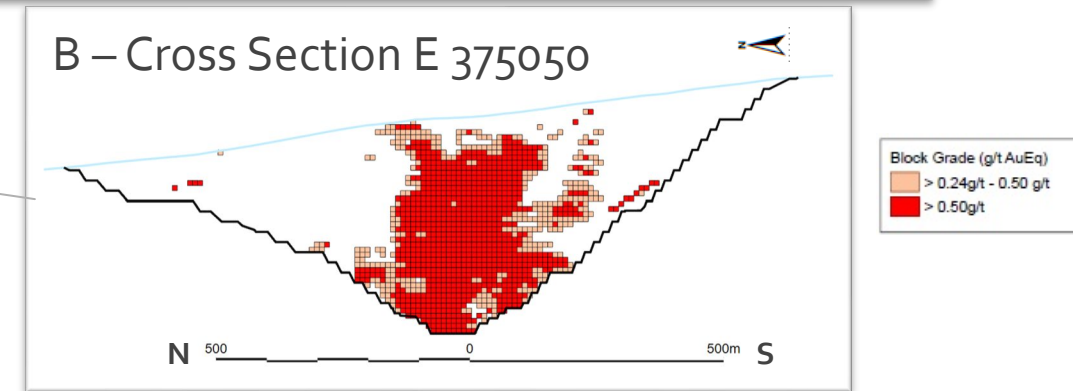 B – Cross Section E 375050
z
Block Grade (g/t AuEq)
> 0.24g/t - 0.50 g/t
> 0.50g/t
N 500 0 500m S